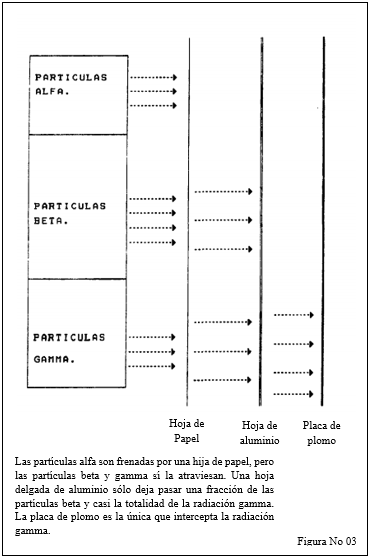 PARTICULAS
ALFA.
PARTICULAS
BETA.
PARTICULAS
GAMMA.
Hoja de
Papel
Hoja de
aluminio
Placa de
plomo
Las partículas alfa son frenadas por una hija de papel, pero
las partículas beta y gamma sí la atraviesan. Una hoja
delgada de aluminio sólo deja pasar una fracción de las
partículas beta y casi la totalidad de la radiación gamma.
La placa de plomo es la única que intercepta la radiación
gamma.
Figura No 03